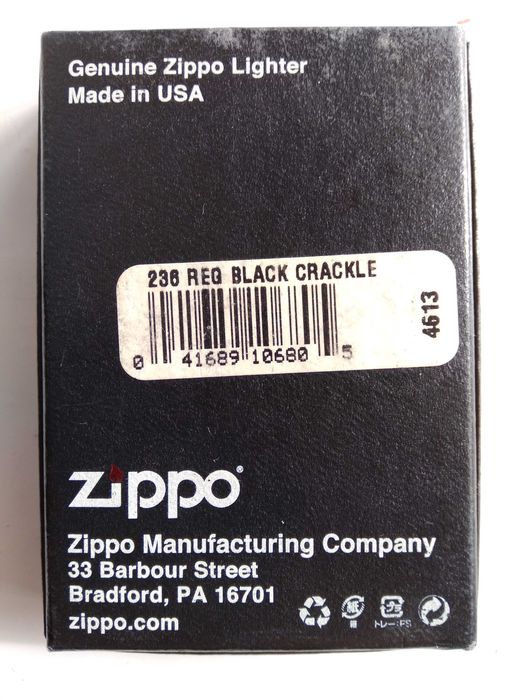 Genuine Zippo Lighter
Made in USA
236 REG BLACK CRACKLE
4613
0 41689 10680 5
zippo®
Zippo Manufacturing Company
33 Barbour Street
Bradford, PA 16701
zippo.com